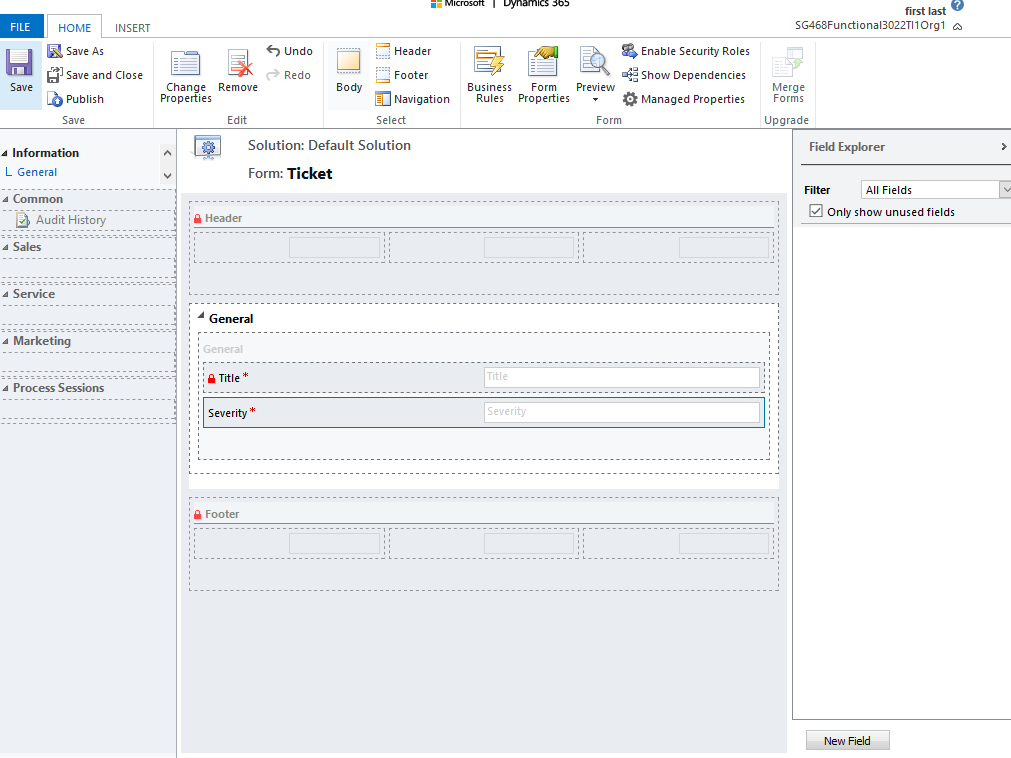 Microsoft | Dynamics 365
first last
SG468Functional3022TI1Org1
FILE HOME INSERT
Save
Save As
Save and Close
Publish
Save
Change Properties
Remove
Undo
Redo
Edit
Body
Header
Footer
Navigation
Select
Business Rules
Form Properties
Preview
Enable Security Roles
Show Dependencies
Managed Properties
Form
Merge Forms
Upgrade
Information
General
Common
Audit History
Sales
Service
Marketing
Process Sessions
Solution: Default Solution
Form: Ticket
Header
General
General
Title * Title
Severity * Severity
Footer
Field Explorer
Filter All Fields
Only show unused fields
New Field